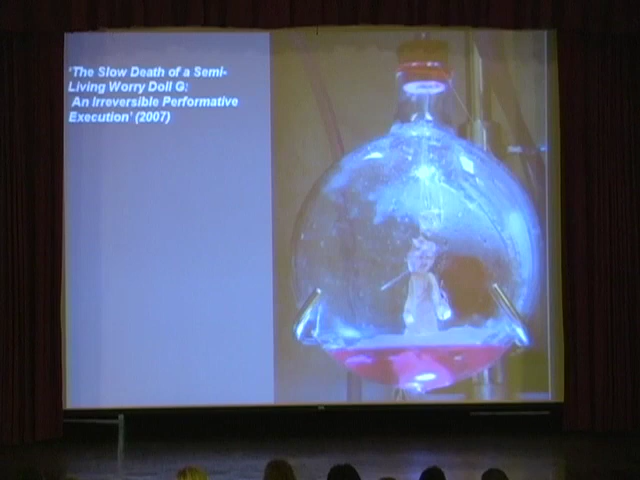 'The Slow Death of a Semi-
Living Worry Doll G:
An Irreversible Performative
Execution' (2007)